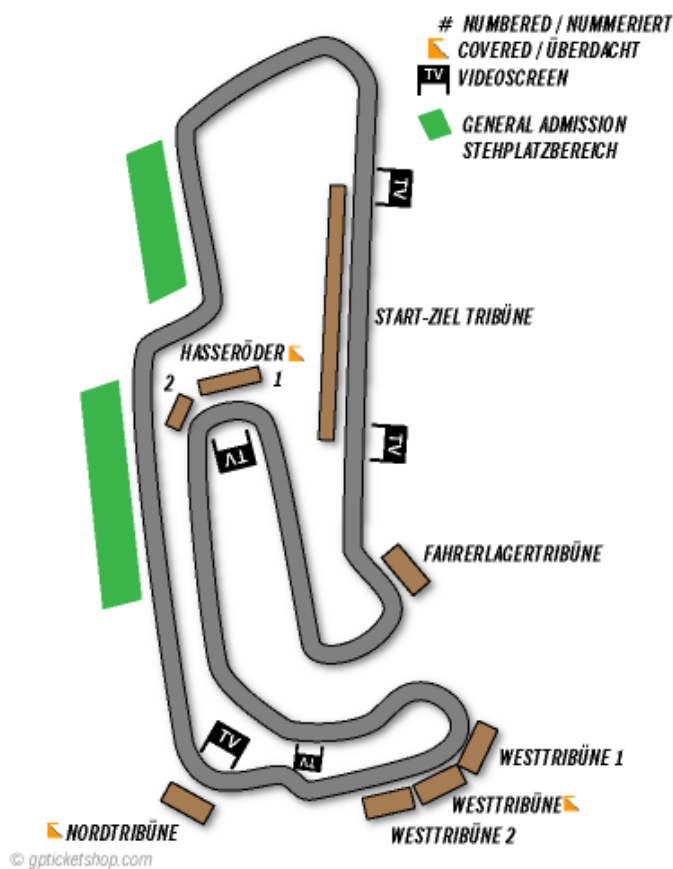 # NUMBERED / NUMMERIERT
COVERED / ÜBERDACHT
TV VIDEOSCREEN
GENERAL ADMISSION
STEHPLATZBEREICH
TV
START-ZIEL TRIBÜNE
HASSERÖDER
2 1
TV
TV
FAHRERLAGERTRIBÜNE
TV
TV
WESTTRIBÜNE 1
WESTTRIBÜNE
NORDTRIBÜNE
WESTTRIBÜNE 2
© gpticketshop.com